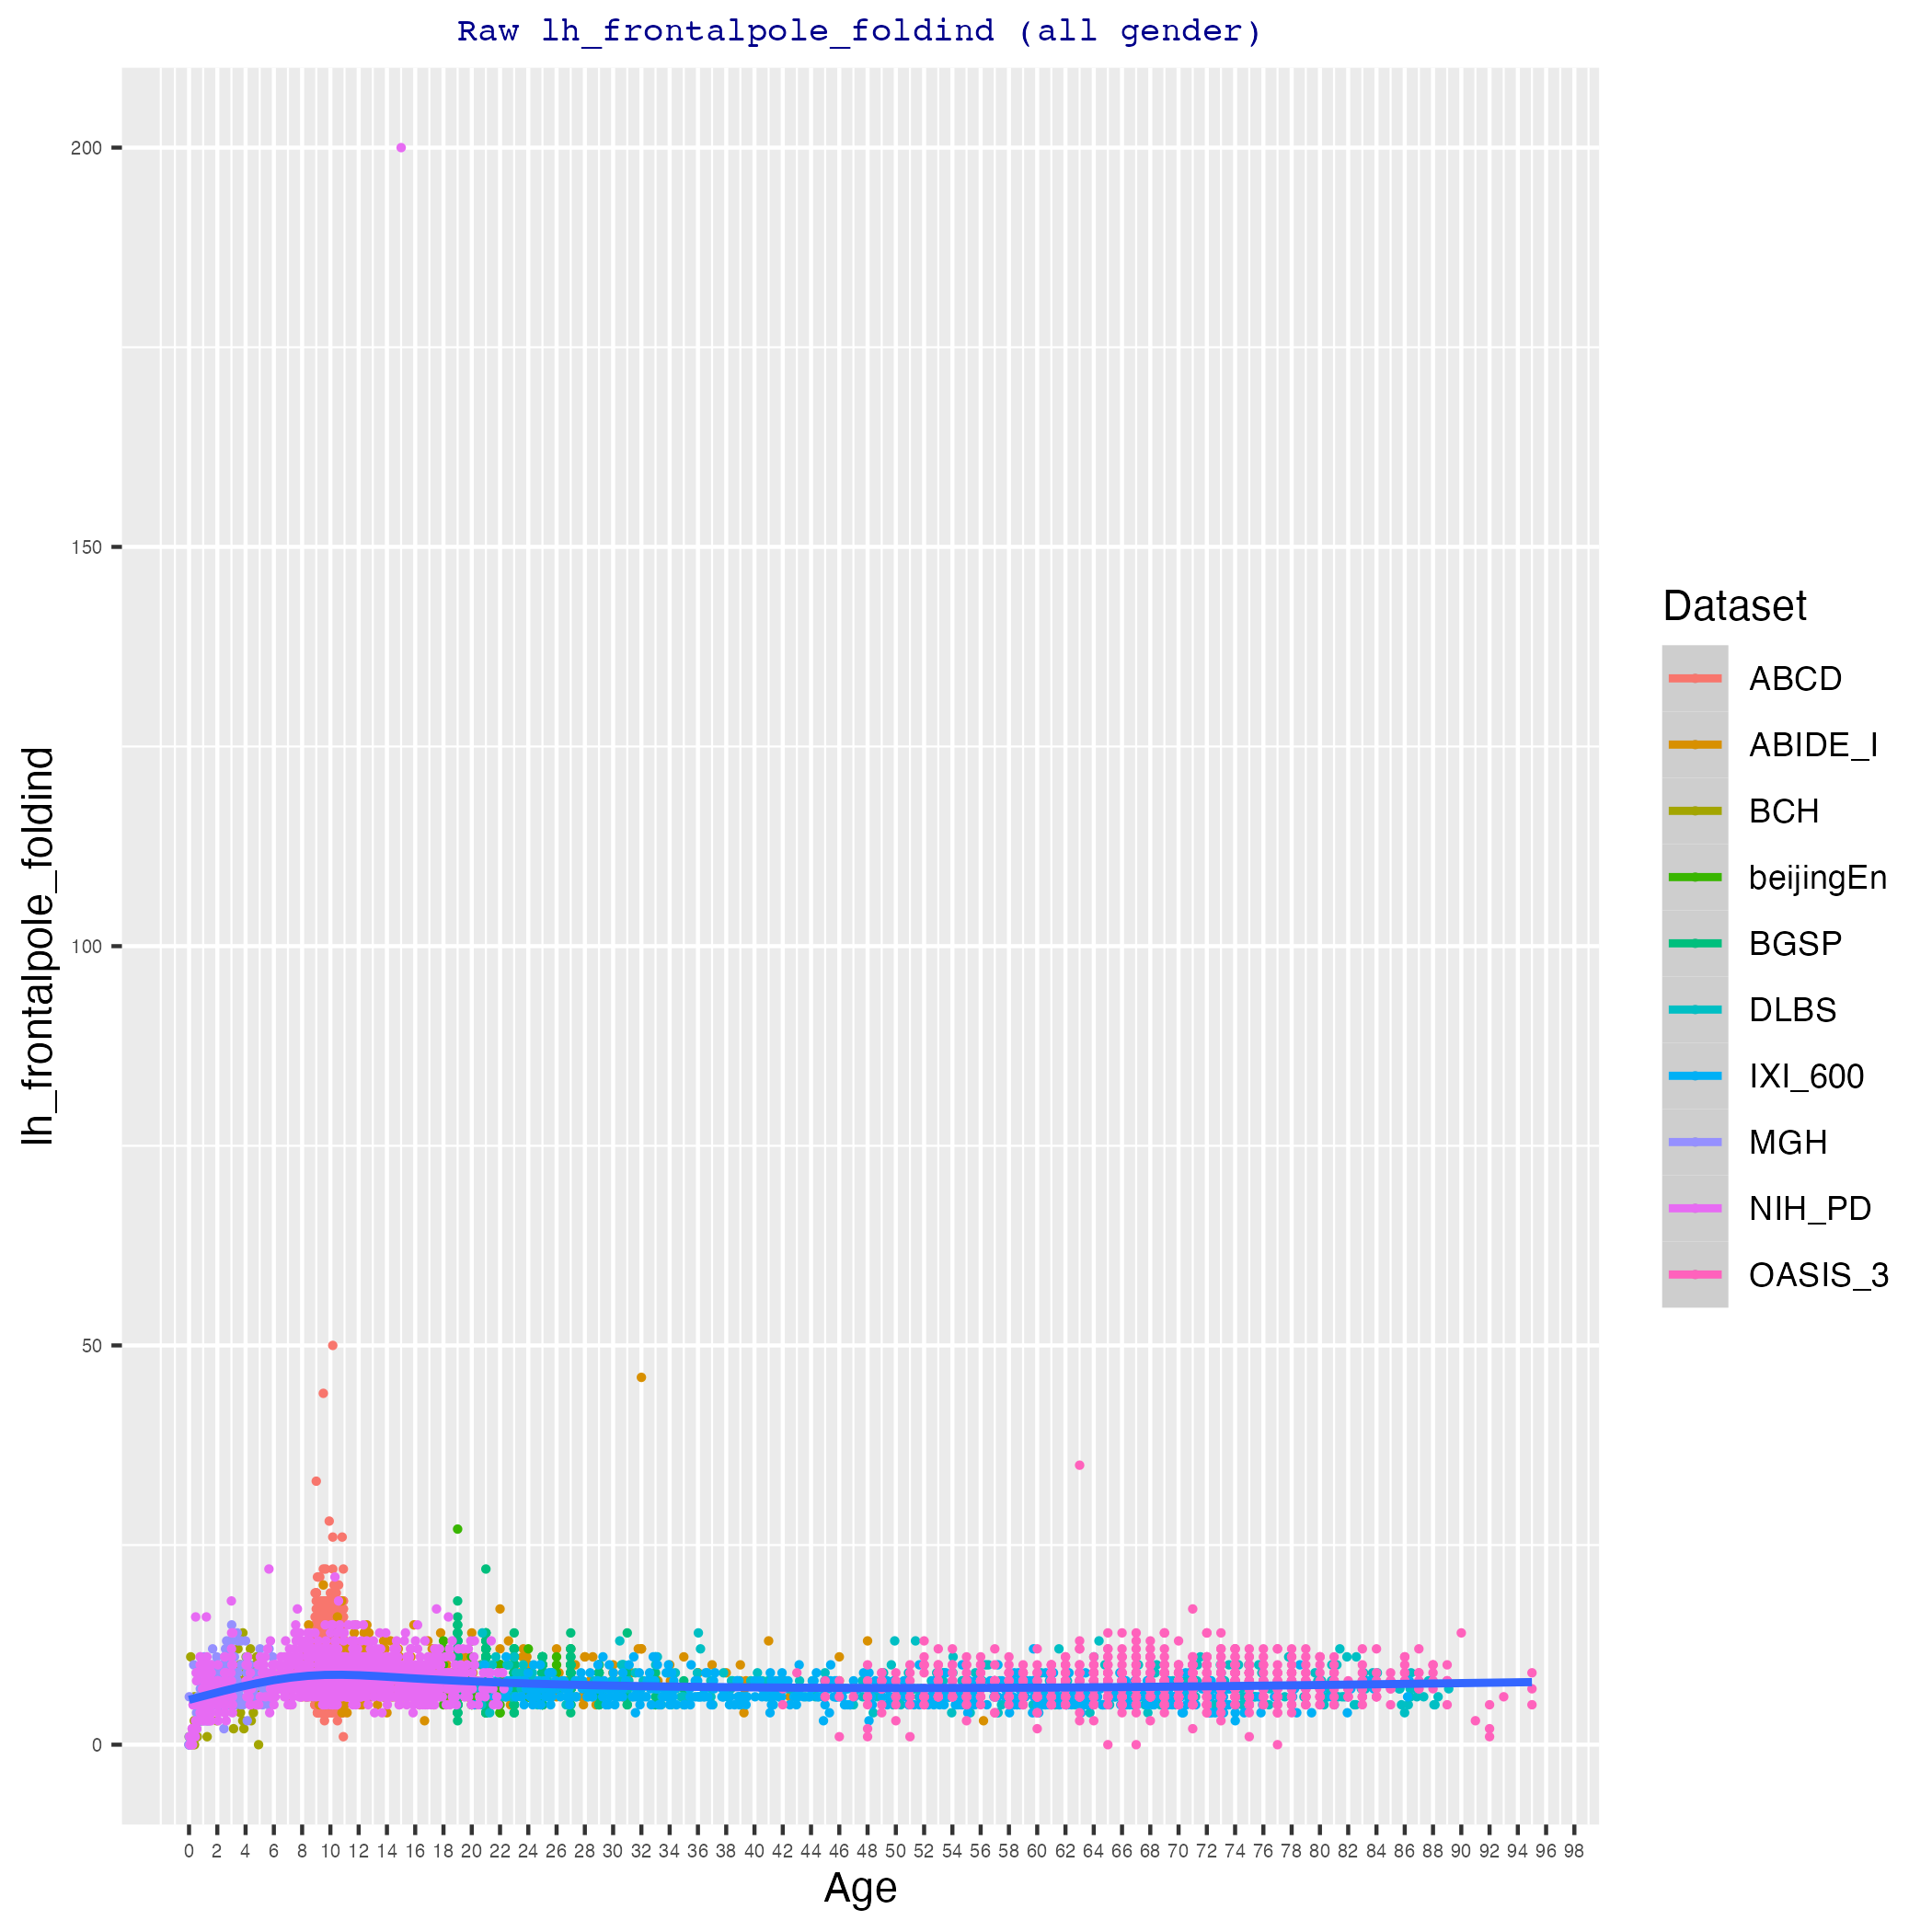 Raw lh_frontalpole_foldind (all gender)
lh_frontalpole_foldind
200
150
100
50
0
0 2 4 6 8 10 12 14 16 18 20 22 24 26 28 30 32 34 36 38 40 42 44 46 48 50 52 54 56 58 60 62 64 66 68 70 72 74 76 78 80 82 84 86 88 90 92 94 96 98
Age
Dataset
ABCD
ABIDE_I
BCH
beijingEn
BGSP
DLBS
IXI_600
MGH
NIH_PD
OASIS_3